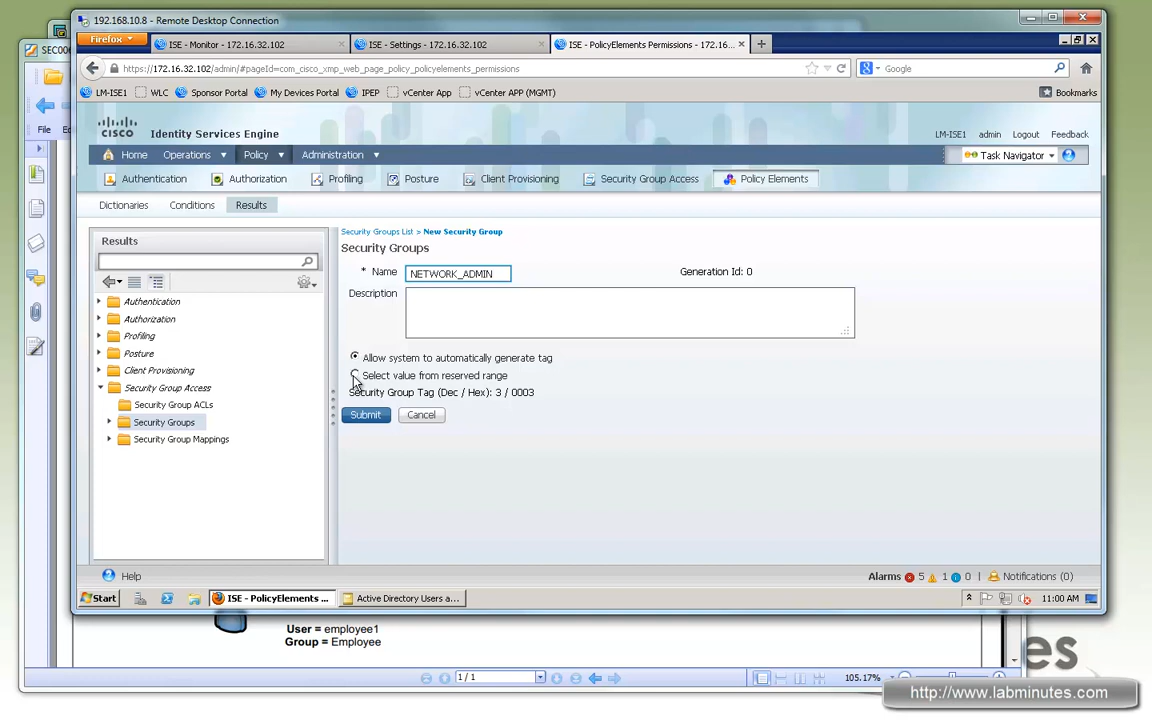 192.168.10.8 - Remote Desktop Connection
SEC00
Firefox
ISE - Monitor - 172.16.32.102
ISE - Settings - 172.16.32.102
ISE - PolicyElements Permissions - 172.16...
https://172.16.32.102/admin/#pageId=com_cisco_xmp_web_page_policy_policyelements_permissions
Google
LM-ISE1
WLC
Sponsor Portal
My Devices Portal
IPEP
vCenter App
vCenter APP (MGMT)
Bookmarks
File
CISCO
Identity Services Engine
LM-ISE1
admin
Logout
Feedback
Home
Operations
Policy
Administration
Task Navigator
Authentication
Authorization
Profiling
Posture
Client Provisioning
Security Group Access
Policy Elements
Dictionaries
Conditions
Results
Results
Authentication
Authorization
Profiling
Posture
Client Provisioning
Security Group Access
Security Group ACLs
Security Groups
Security Group Mappings
Security Groups List > New Security Group
Security Groups
* Name
NETWORK_ADMIN
Generation Id: 0
Description
Allow system to automatically generate tag
Select value from reserved range
Security Group Tag (Dec / Hex): 3 / 0003
Submit
Cancel
Help
Alarms 5 1 0
Notifications (0)
Start
ISE - PolicyElements ...
Active Directory Users a...
11:00 AM
User = employee1
Group = Employee
es
1 / 1
105.17%
http://www.labminutes.com